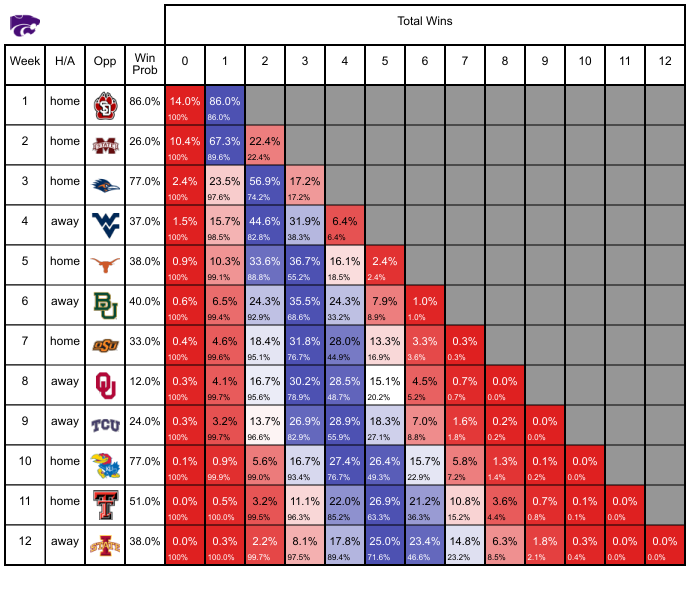 Total Wins
Week H/A Opp Win Prob 0 1 2 3 4 5 6 7 8 9 10 11 12
1 home 86.0% 14.0% 86.0%
100% 86.0%
2 home 26.0% 10.4% 67.3% 22.4%
100% 89.6% 22.4%
3 home 77.0% 2.4% 23.5% 56.9% 17.2%
100% 97.6% 74.2% 17.2%
4 away 37.0% 1.5% 15.7% 44.6% 31.9% 6.4%
100% 98.5% 82.8% 38.3% 6.4%
5 home 38.0% 0.9% 10.3% 33.6% 36.7% 16.1% 2.4%
100% 99.1% 88.8% 55.2% 18.5% 2.4%
6 away BU 40.0% 0.6% 6.5% 24.3% 35.5% 24.3% 7.9% 1.0%
100% 99.4% 92.9% 68.6% 33.2% 8.9% 1.0%
7 home OSU 33.0% 0.4% 4.6% 18.4% 31.8% 28.0% 13.3% 3.3% 0.3%
100% 99.6% 95.1% 76.7% 44.9% 16.9% 3.6% 0.3%
8 away OU 12.0% 0.3% 4.1% 16.7% 30.2% 28.5% 15.1% 4.5% 0.7% 0.0%
100% 99.7% 95.6% 78.9% 48.7% 20.2% 5.2% 0.7% 0.0%
9 away TCU 24.0% 0.3% 3.2% 13.7% 26.9% 28.9% 18.3% 7.0% 1.6% 0.2% 0.0%
100% 99.7% 96.6% 82.9% 55.9% 27.1% 8.8% 1.8% 0.2% 0.0%
10 home 77.0% 0.1% 0.9% 5.6% 16.7% 27.4% 26.4% 15.7% 5.8% 1.3% 0.1% 0.0%
100% 99.9% 99.0% 93.4% 76.7% 49.3% 22.9% 7.2% 1.4% 0.2% 0.0%
11 home 51.0% 0.0% 0.5% 3.2% 11.1% 22.0% 26.9% 21.2% 10.8% 3.6% 0.7% 0.1% 0.0%
100% 100.0% 99.5% 96.3% 85.2% 63.3% 36.3% 15.2% 4.4% 0.8% 0.1% 0.0%
12 away 38.0% 0.0% 0.3% 2.2% 8.1% 17.8% 25.0% 23.4% 14.8% 6.3% 1.8% 0.3% 0.0% 0.0%
100% 100.0% 99.7% 97.5% 89.4% 71.6% 46.6% 23.2% 8.5% 2.1% 0.4% 0.0% 0.0%